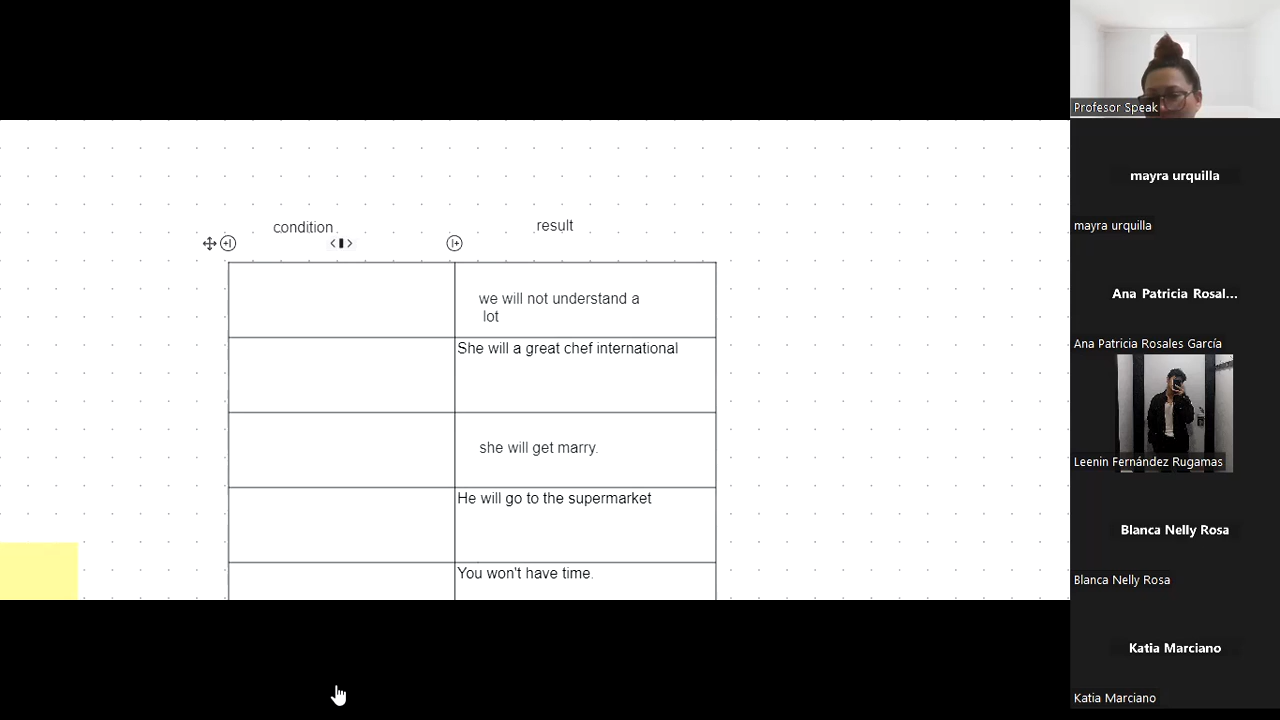 condition
result
we will not understand a
lot
She will a great chef international
she will get marry.
He will go to the supermarket
You won't have time.
Profesor Speak
mayra urquilla
mayra urquilla
Ana Patricia Rosal...
Ana Patricia Rosales García
Leenin Fernández Rugamas
Blanca Nelly Rosa
Blanca Nelly Rosa
Katia Marciano
Katia Marciano